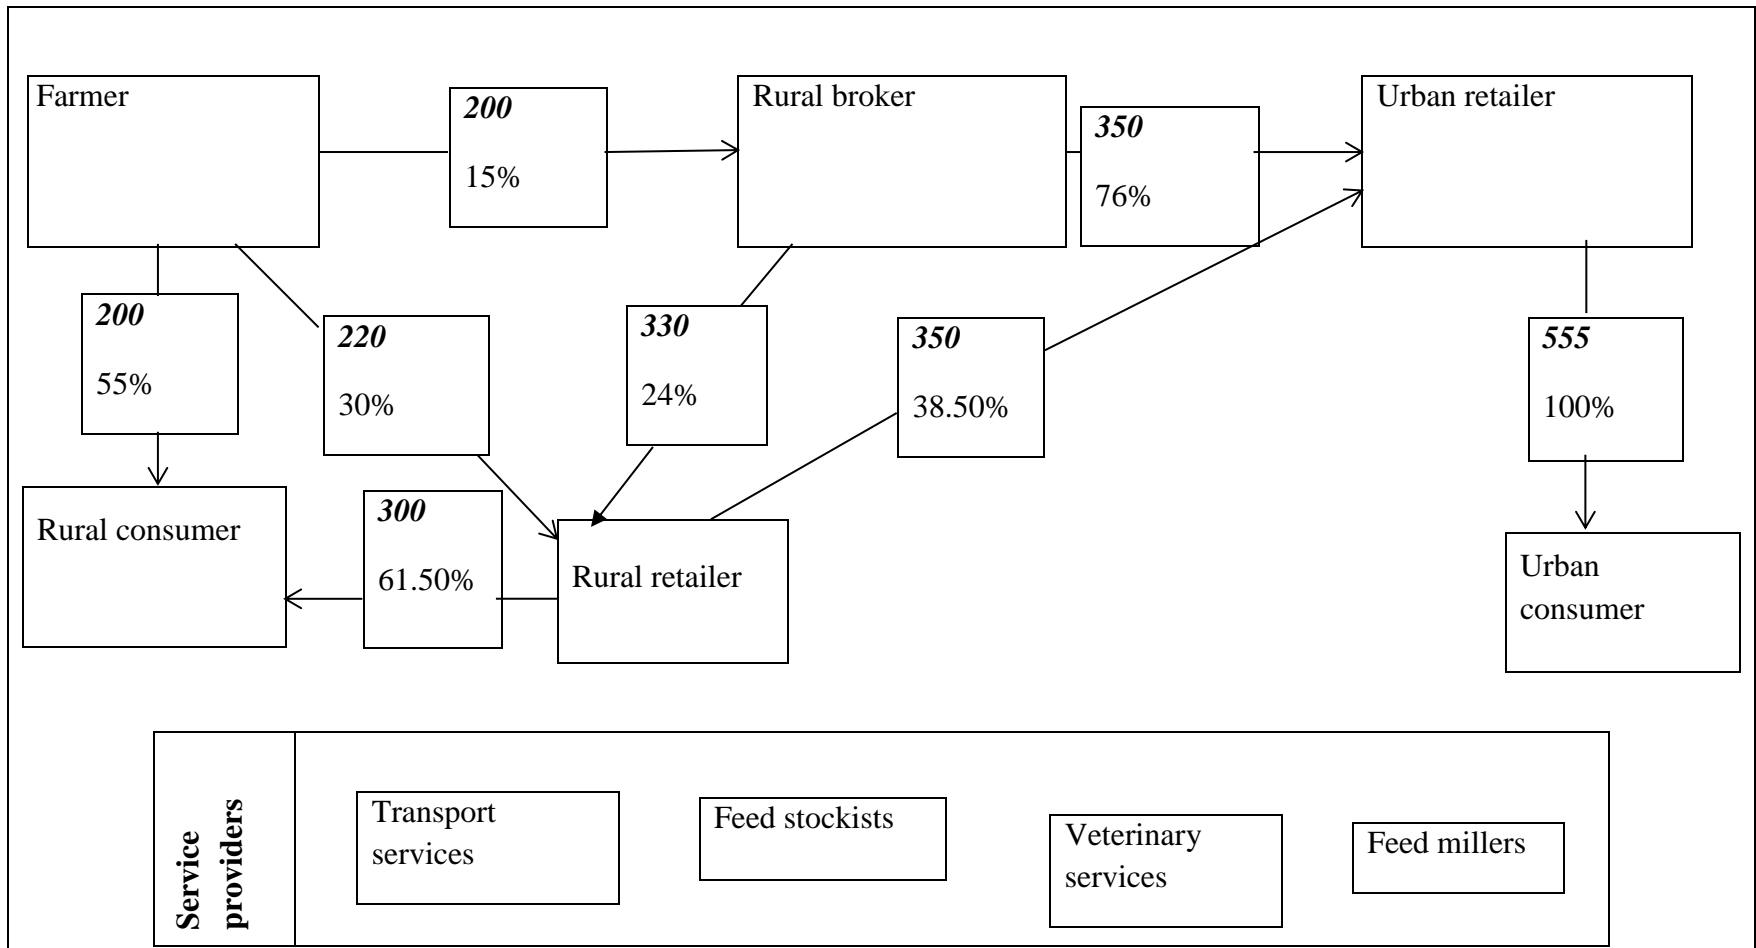 Farmer
200
15%
Rural broker
350
76%
Urban retailer
200
55%
220
30%
330
24%
350
38.50%
555
100%
Rural consumer
300
61.50%
Rural retailer
Urban
consumer
Service
providers
Transport
services
Feed stockists
Veterinary
services
Feed millers